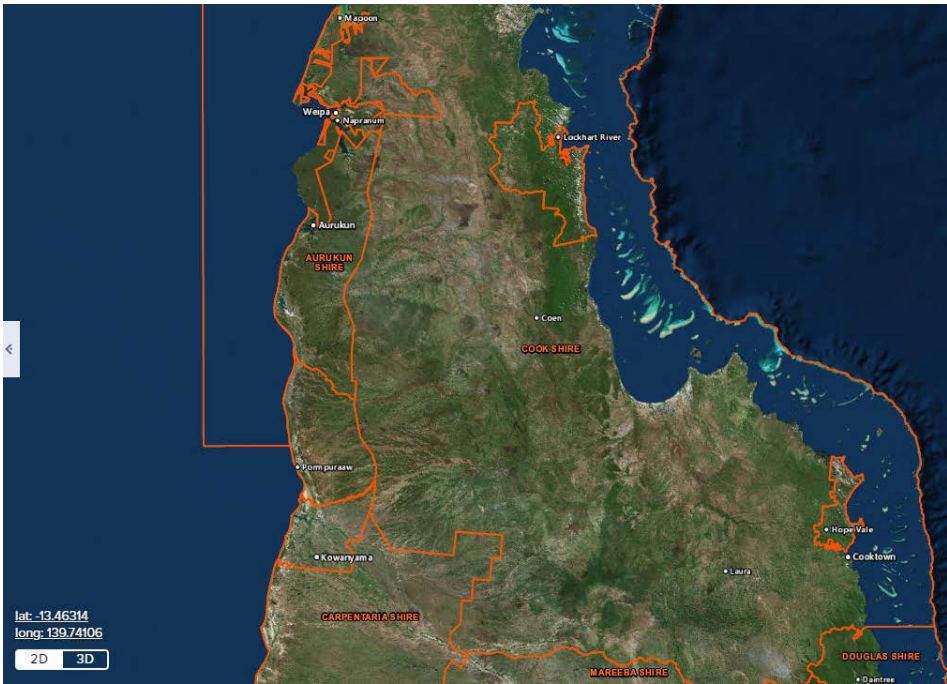 Mapoon
Weipa
Napranum
Lockhart River
Aurukun
AURUKUN
SHIRE
Coen
COOK SHIRE
Pormpuraaw
Hope Vale
Kowanyama
Cooktown
Laura
lat: -13.46314
CARPENTARIA SHIRE
long: 139.74106
2D 3D
DOUGLAS SHIRE
MAREEBA SHIRE
Daintree